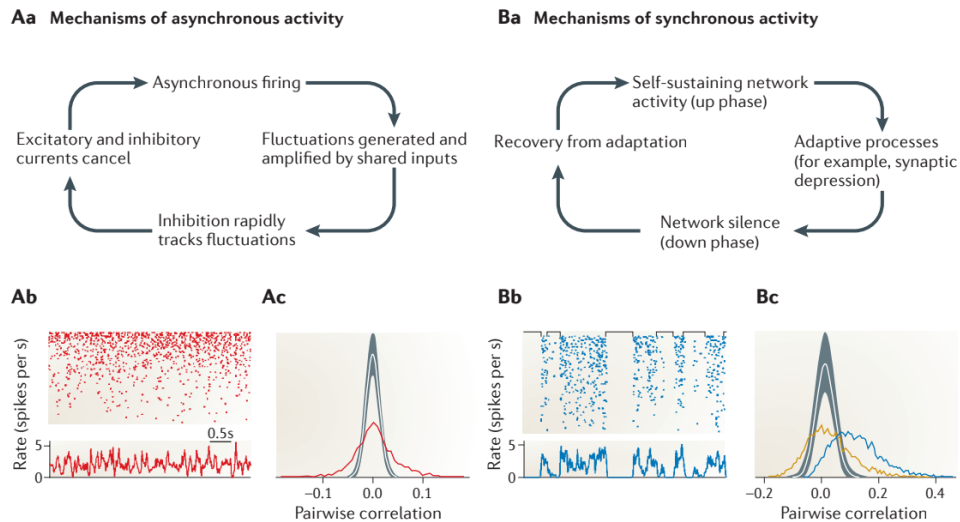 Aa Mechanisms of asynchronous activity
Asynchronous firing
Excitatory and inhibitory
currents cancel
Fluctuations generated and
amplified by shared inputs
Inhibition rapidly
tracks fluctuations
Ba Mechanisms of synchronous activity
Self-sustaining network
activity (up phase)
Recovery from adaptation
Adaptive processes
(for example, synaptic
depression)
Network silence
(down phase)
Ab
Rate (spikes per s)
0.5s
5
0
Ac
−0.1 0.0 0.1
Pairwise correlation
Bb
Rate (spikes per s)
5
0
Bc
−0.2 0.0 0.2 0.4
Pairwise correlation